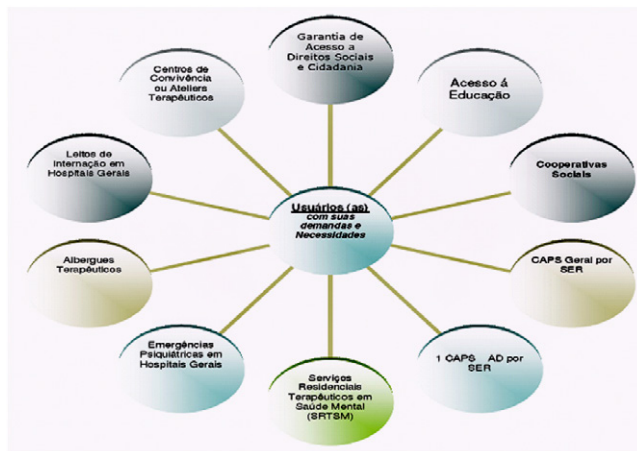 Garantia de
Acesso a
Direitos Sociais
e Cidadania
Centros de
Convivência
ou Ateliers
Terapêuticos
Acesso á
Educação
Leitos de
Internação em
Hospitais Gerais
Cooperativas
Sociais
Usuários (as)
com suas
demandas e
Necessidades
Albergues
Terapêuticos
CAPS Geral por
SER
Emergências
Psiquiátricas em
Hospitais Gerais
1 CAPS AD por
SER
Serviços
Residenciais
Terapêuticos em
Saúde Mental
(SRTSM)